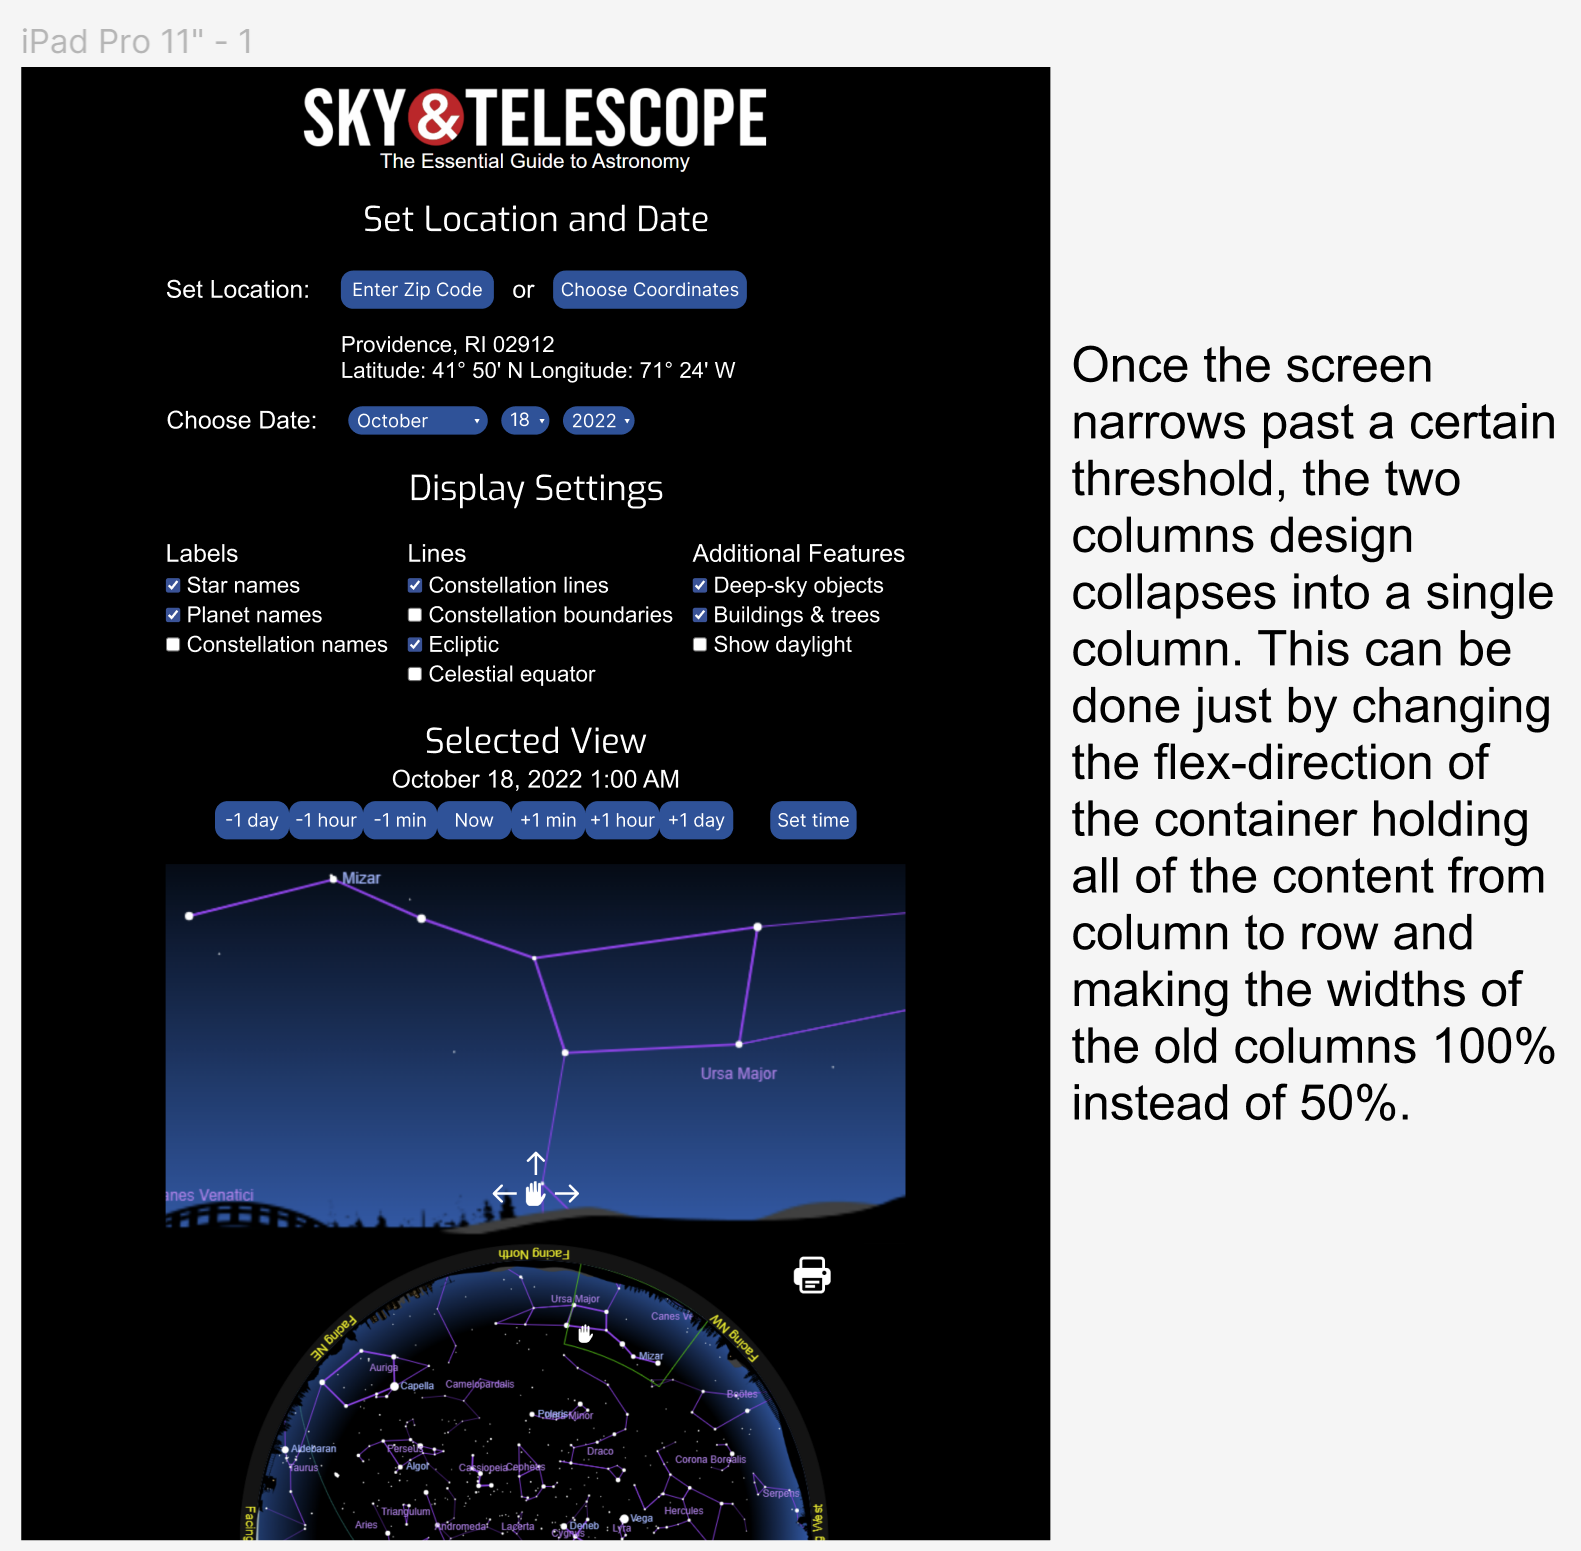 iPad Pro 11" - 1
SKY&TELESCOPE
The Essential Guide to Astronomy
Set Location and Date
Set Location: Enter Zip Code or Choose Coordinates
Providence, RI 02912
Latitude: 41° 50' N Longitude: 71° 24' W
Choose Date: October 18 2022
Display Settings
Labels
Star names
Planet names
Constellation names
Lines
Constellation lines
Constellation boundaries
Ecliptic
Celestial equator
Additional Features
Deep-sky objects
Buildings & trees
Show daylight
Selected View
October 18, 2022 1:00 AM
-1 day -1 hour -1 min Now +1 min +1 hour +1 day Set time
Mizar
Ursa Major
anes Venatici
Facing North
Facing NE
Facing NW
Ursa Major
Canes V
Mizar
Auriga
Capella
Camelopardalis
Boötes
Polaris
Minor
Aldebaran
Taurus
Perseus
Algol
Cassiopeia
Cepheus
Draco
Corona Borealis
Serpens
Triangulum
Hercules
Aries
Andromeda
Lacerta
Deneb
Cygnus
Vega
Lyra
Facing
g West
Once the screen
narrows past a certain
threshold, the two
columns design
collapses into a single
column. This can be
done just by changing
the flex-direction of
the container holding
all of the content from
column to row and
making the widths of
the old columns 100%
instead of 50%.